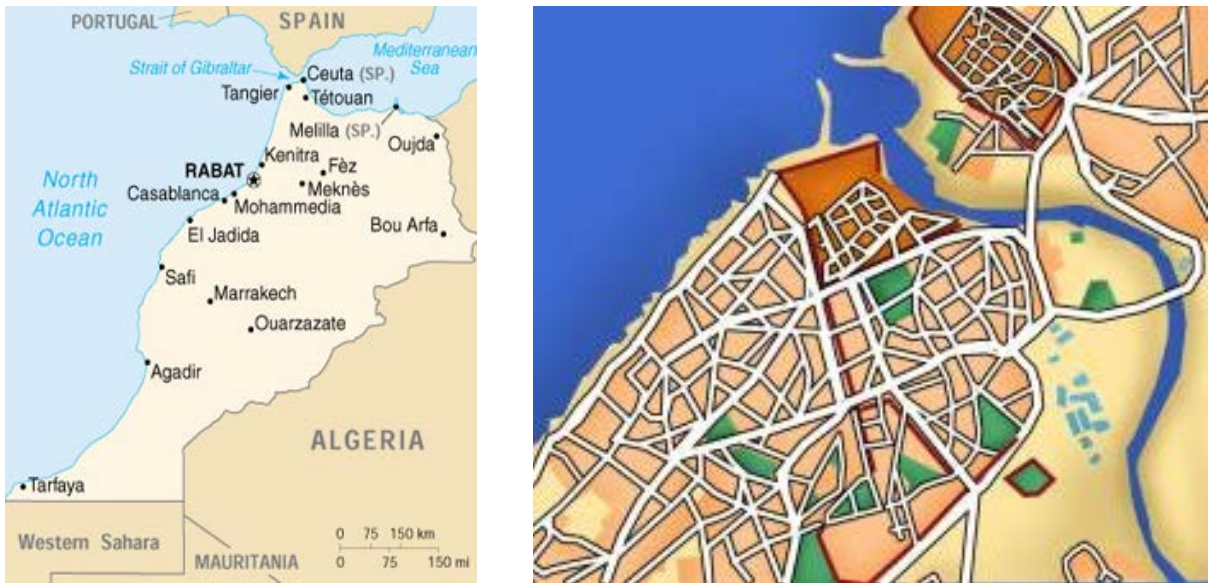 PORTUGAL
SPAIN
Strait of Gibraltar
Mediterranean
Sea
Ceuta (SP.)
Tangier
Tétouan
Melilla (SP.)
Oujda
Kenitra
RABAT
Fèz
Meknès
Casablanca
Mohammedia
North
Atlantic
Ocean
El Jadida
Bou Arfa
Safi
Marrakech
Ouarzazate
Agadir
ALGERIA
Tarfaya
Western Sahara
MAURITANIA
0 75 150 km
0 75 150 mi